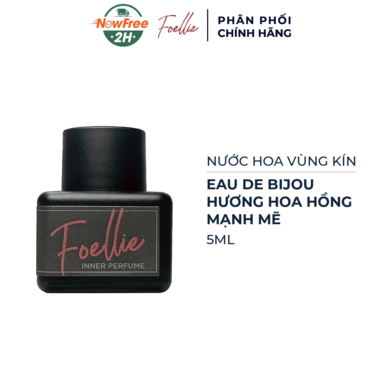 NowFree
2H
Foellie
PHÂN PHỐI
CHÍNH HÃNG
Foellie
INNER PERFUME
NƯỚC HOA VÙNG KÍN
EAU DE BIJOU
HƯƠNG HOA HỒNG
MẠNH MẼ
5ML